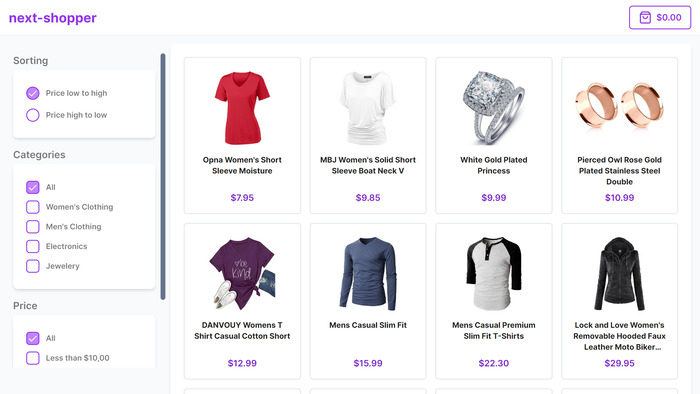 next-shopper
$0.00
Sorting
Price low to high
Price high to low
Categories
All
Women's Clothing
Men's Clothing
Electronics
Jewelery
Price
All
Less than $10,00
Opna Women's Short
Sleeve Moisture
$7.95
MBJ Women's Solid Short
Sleeve Boat Neck V
$9.85
White Gold Plated
Princess
$9.99
Pierced Owl Rose Gold
Plated Stainless Steel
Double
$10.99
be
kind
DANVOUY Womens T
Shirt Casual Cotton Short
$12.99
Mens Casual Slim Fit
$15.99
Mens Casual Premium
Slim Fit T-Shirts
$22.30
Lock and Love Women's
Removable Hooded Faux
Leather Moto Biker...
$29.95